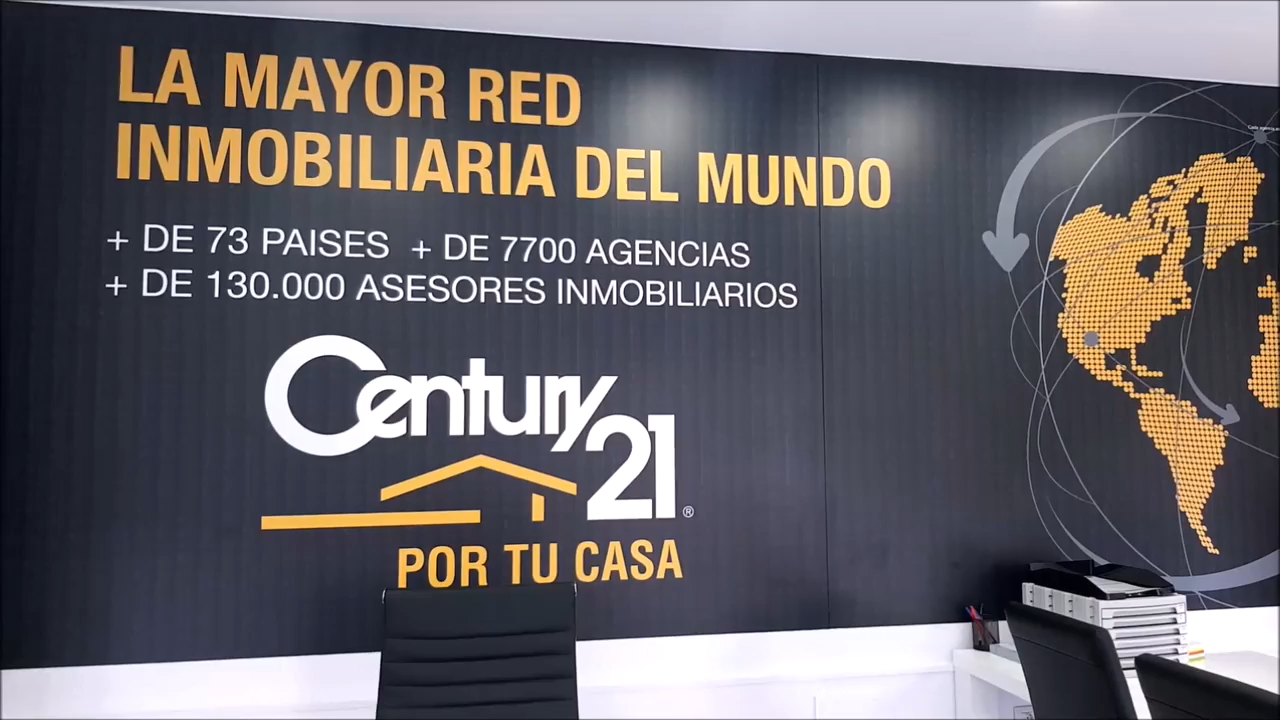 LA MAYOR RED
INMOBILIARIA DEL MUNDO
+ DE 73 PAISES + DE 7700 AGENCIAS
+ DE 130.000 ASESORES INMOBILIARIOS
Century
21®
POR TU CASA